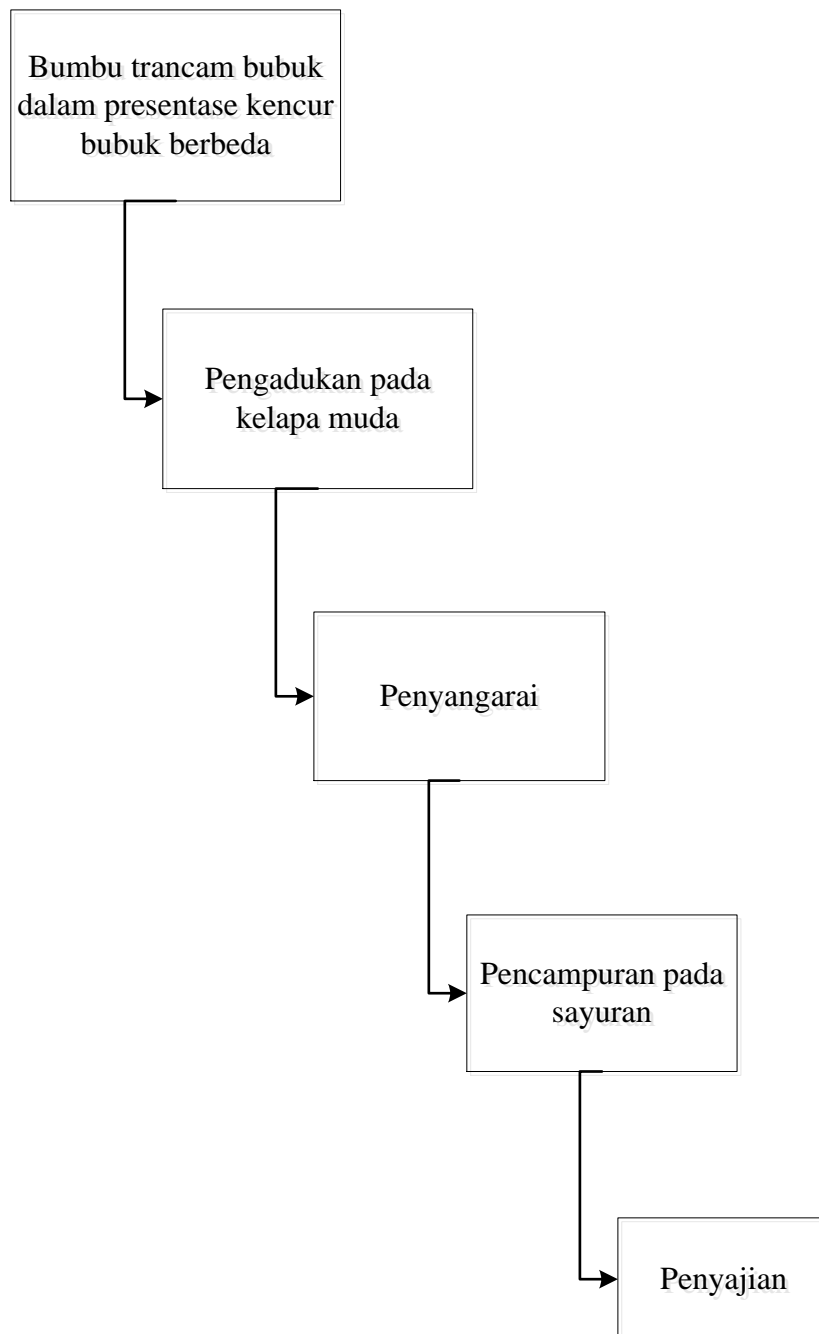 Bumbu trancam bubuk
dalam presentase kencur
bubuk berbeda
Pengadukan pada
kelapa muda
Penyangarai
Pencampuran pada
sayuran
Penyajian